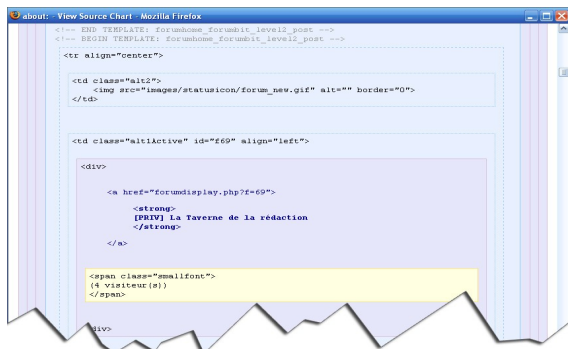 about: - View Source Chart - Mozilla Firefox
<!-- END TEMPLATE: forumhome_forumbit_level2_post -->
<!-- BEGIN TEMPLATE: forumhome_forumbit_level2_post -->
<tr align="center">
<td class="alt2">
<img src="images/statusicon/forum_new.gif" alt="" border="0">
</td>
<td class="alt1Active" id="f69" align="left">
<div>
<a href="forumdisplay.php?f=69">
<strong>
[PRIV] La Taverne de la rédaction
</strong>
</a>
<span class="smallfont">
(4 visiteur(s))
</span>
div>